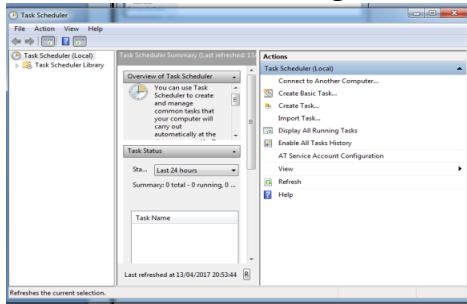 Task Scheduler
File Action View Help
Task Scheduler (Local)
Task Scheduler Library
Task Scheduler Summary (Last refreshed: 13/
Overview of Task Scheduler
You can use Task
Scheduler to create
and manage
common tasks that
your computer will
carry out
automatically at the
Task Status
Sta... Last 24 hours
Summary: 0 total - 0 running, 0 ...
Task Name
Last refreshed at 13/04/2017 20:53:44 R
Actions
Task Scheduler (Local)
Connect to Another Computer...
Create Basic Task...
Create Task...
Import Task...
Display All Running Tasks
Enable All Tasks History
AT Service Account Configuration
View
Refresh
Help
Refreshes the current selection.